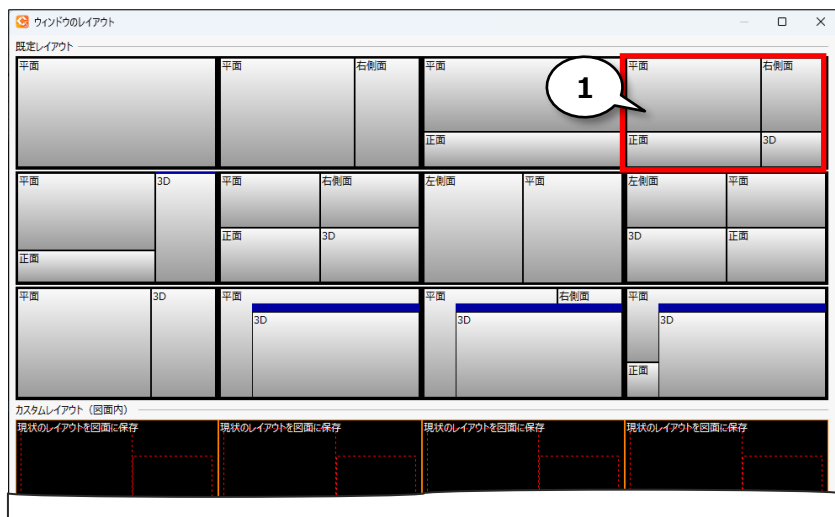 ウィンドウのレイアウト
既定レイアウト
平面
平面 右側面
平面
正面
平面 右側面
正面 3D
1
平面 3D
正面
平面 右側面
正面 3D
左側面 平面
左側面 平面
3D 正面
平面 3D
平面
3D
平面 右側面
3D
平面
3D
正面
カスタムレイアウト（図面内）
現状のレイアウトを図面に保存
現状のレイアウトを図面に保存
現状のレイアウトを図面に保存
現状のレイアウトを図面に保存